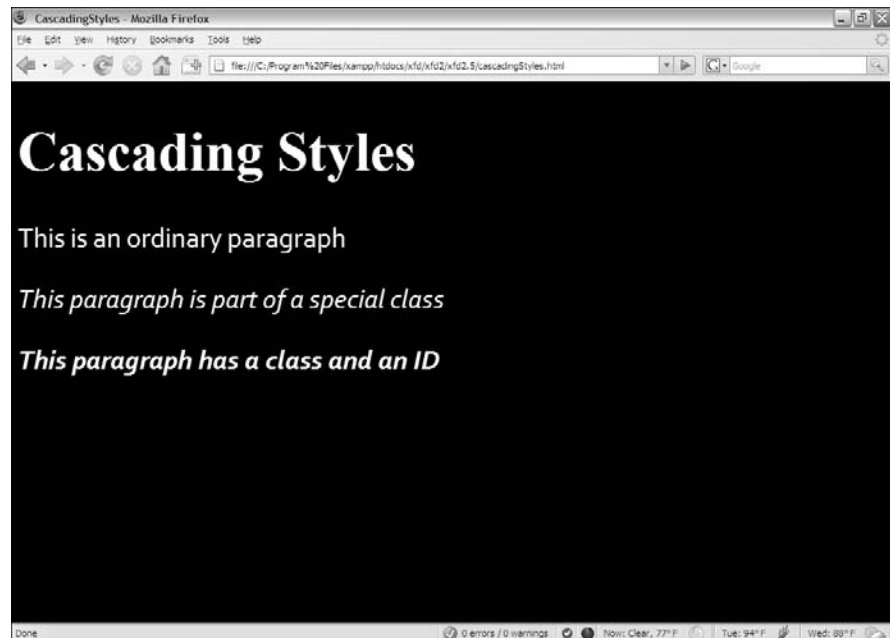 CascadingStyles - Mozilla Firefox
File Edit View History Bookmarks Tools Help
file:///C:/Program%20Files/xampp/htdocs/xfd/xfd2/xfd2.5/cascadingStyles.html
G Google
Cascading Styles
This is an ordinary paragraph
This paragraph is part of a special class
This paragraph has a class and an ID
Done 0 errors / 0 warnings Now: Clear, 77° F Tue: 94° F Wed: 88° F